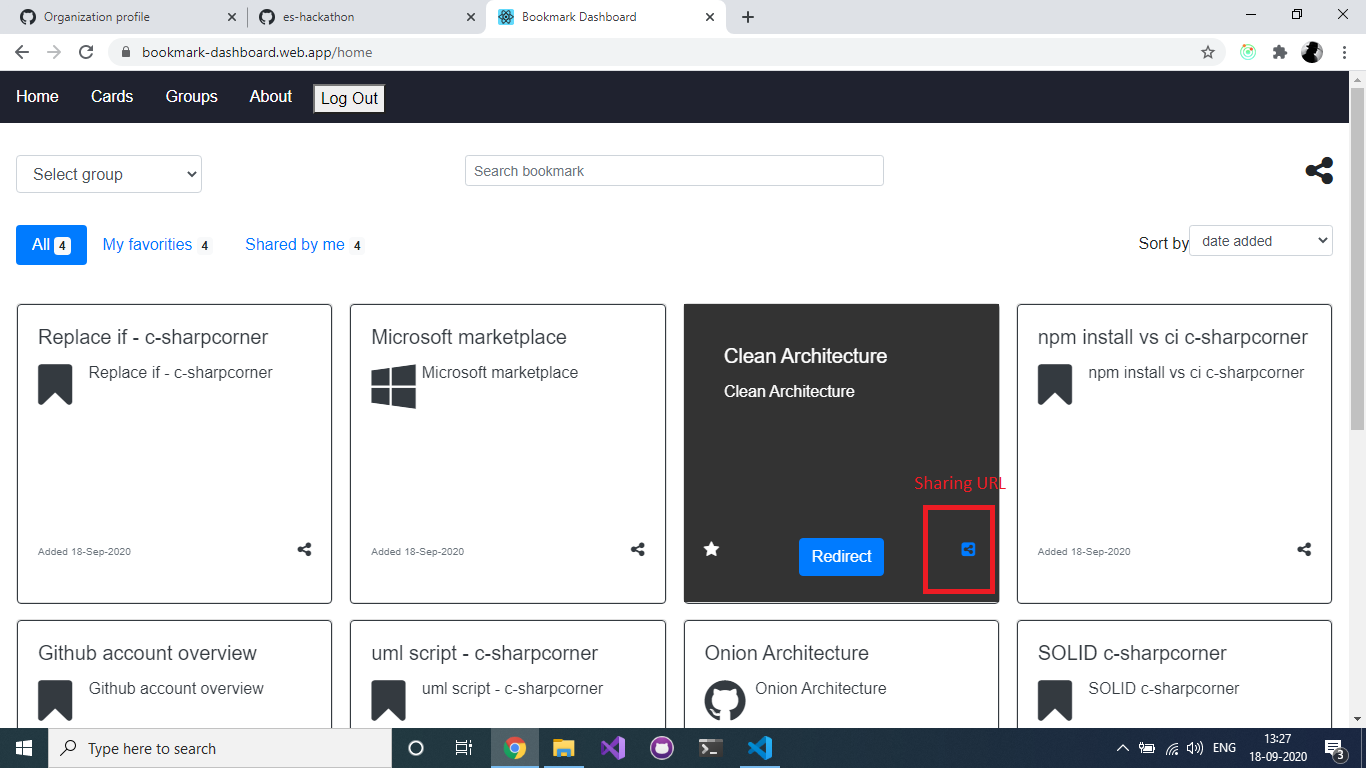 Organization profile
es-hackathon
Bookmark Dashboard
bookmark-dashboard.web.app/home
Home Cards Groups About Log Out
Select group
Search bookmark
All 4 My favorites 4 Shared by me 4
Sort by date added
Replace if - c-sharpcorner
Replace if - c-sharpcorner
Added 18-Sep-2020
Microsoft marketplace
Microsoft marketplace
Added 18-Sep-2020
Clean Architecture
Clean Architecture
Sharing URL
Redirect
npm install vs ci c-sharpcorner
npm install vs ci c-sharpcorner
Added 18-Sep-2020
Github account overview
Github account overview
uml script - c-sharpcorner
uml script - c-sharpcorner
Onion Architecture
Onion Architecture
SOLID c-sharpcorner
SOLID c-sharpcorner
Type here to search
ENG
13:27
18-09-2020
3